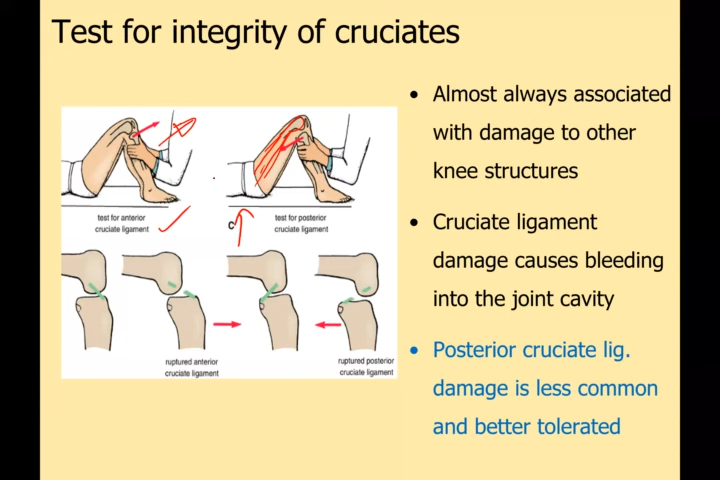 Test for integrity of cruciates
test for anterior
cruciate ligament
test for posterior
cruciate ligament
ruptured anterior
cruciate ligament
ruptured posterior
cruciate ligament
• Almost always associated
with damage to other
knee structures
• Cruciate ligament
damage causes bleeding
into the joint cavity
• Posterior cruciate lig.
damage is less common
and better tolerated